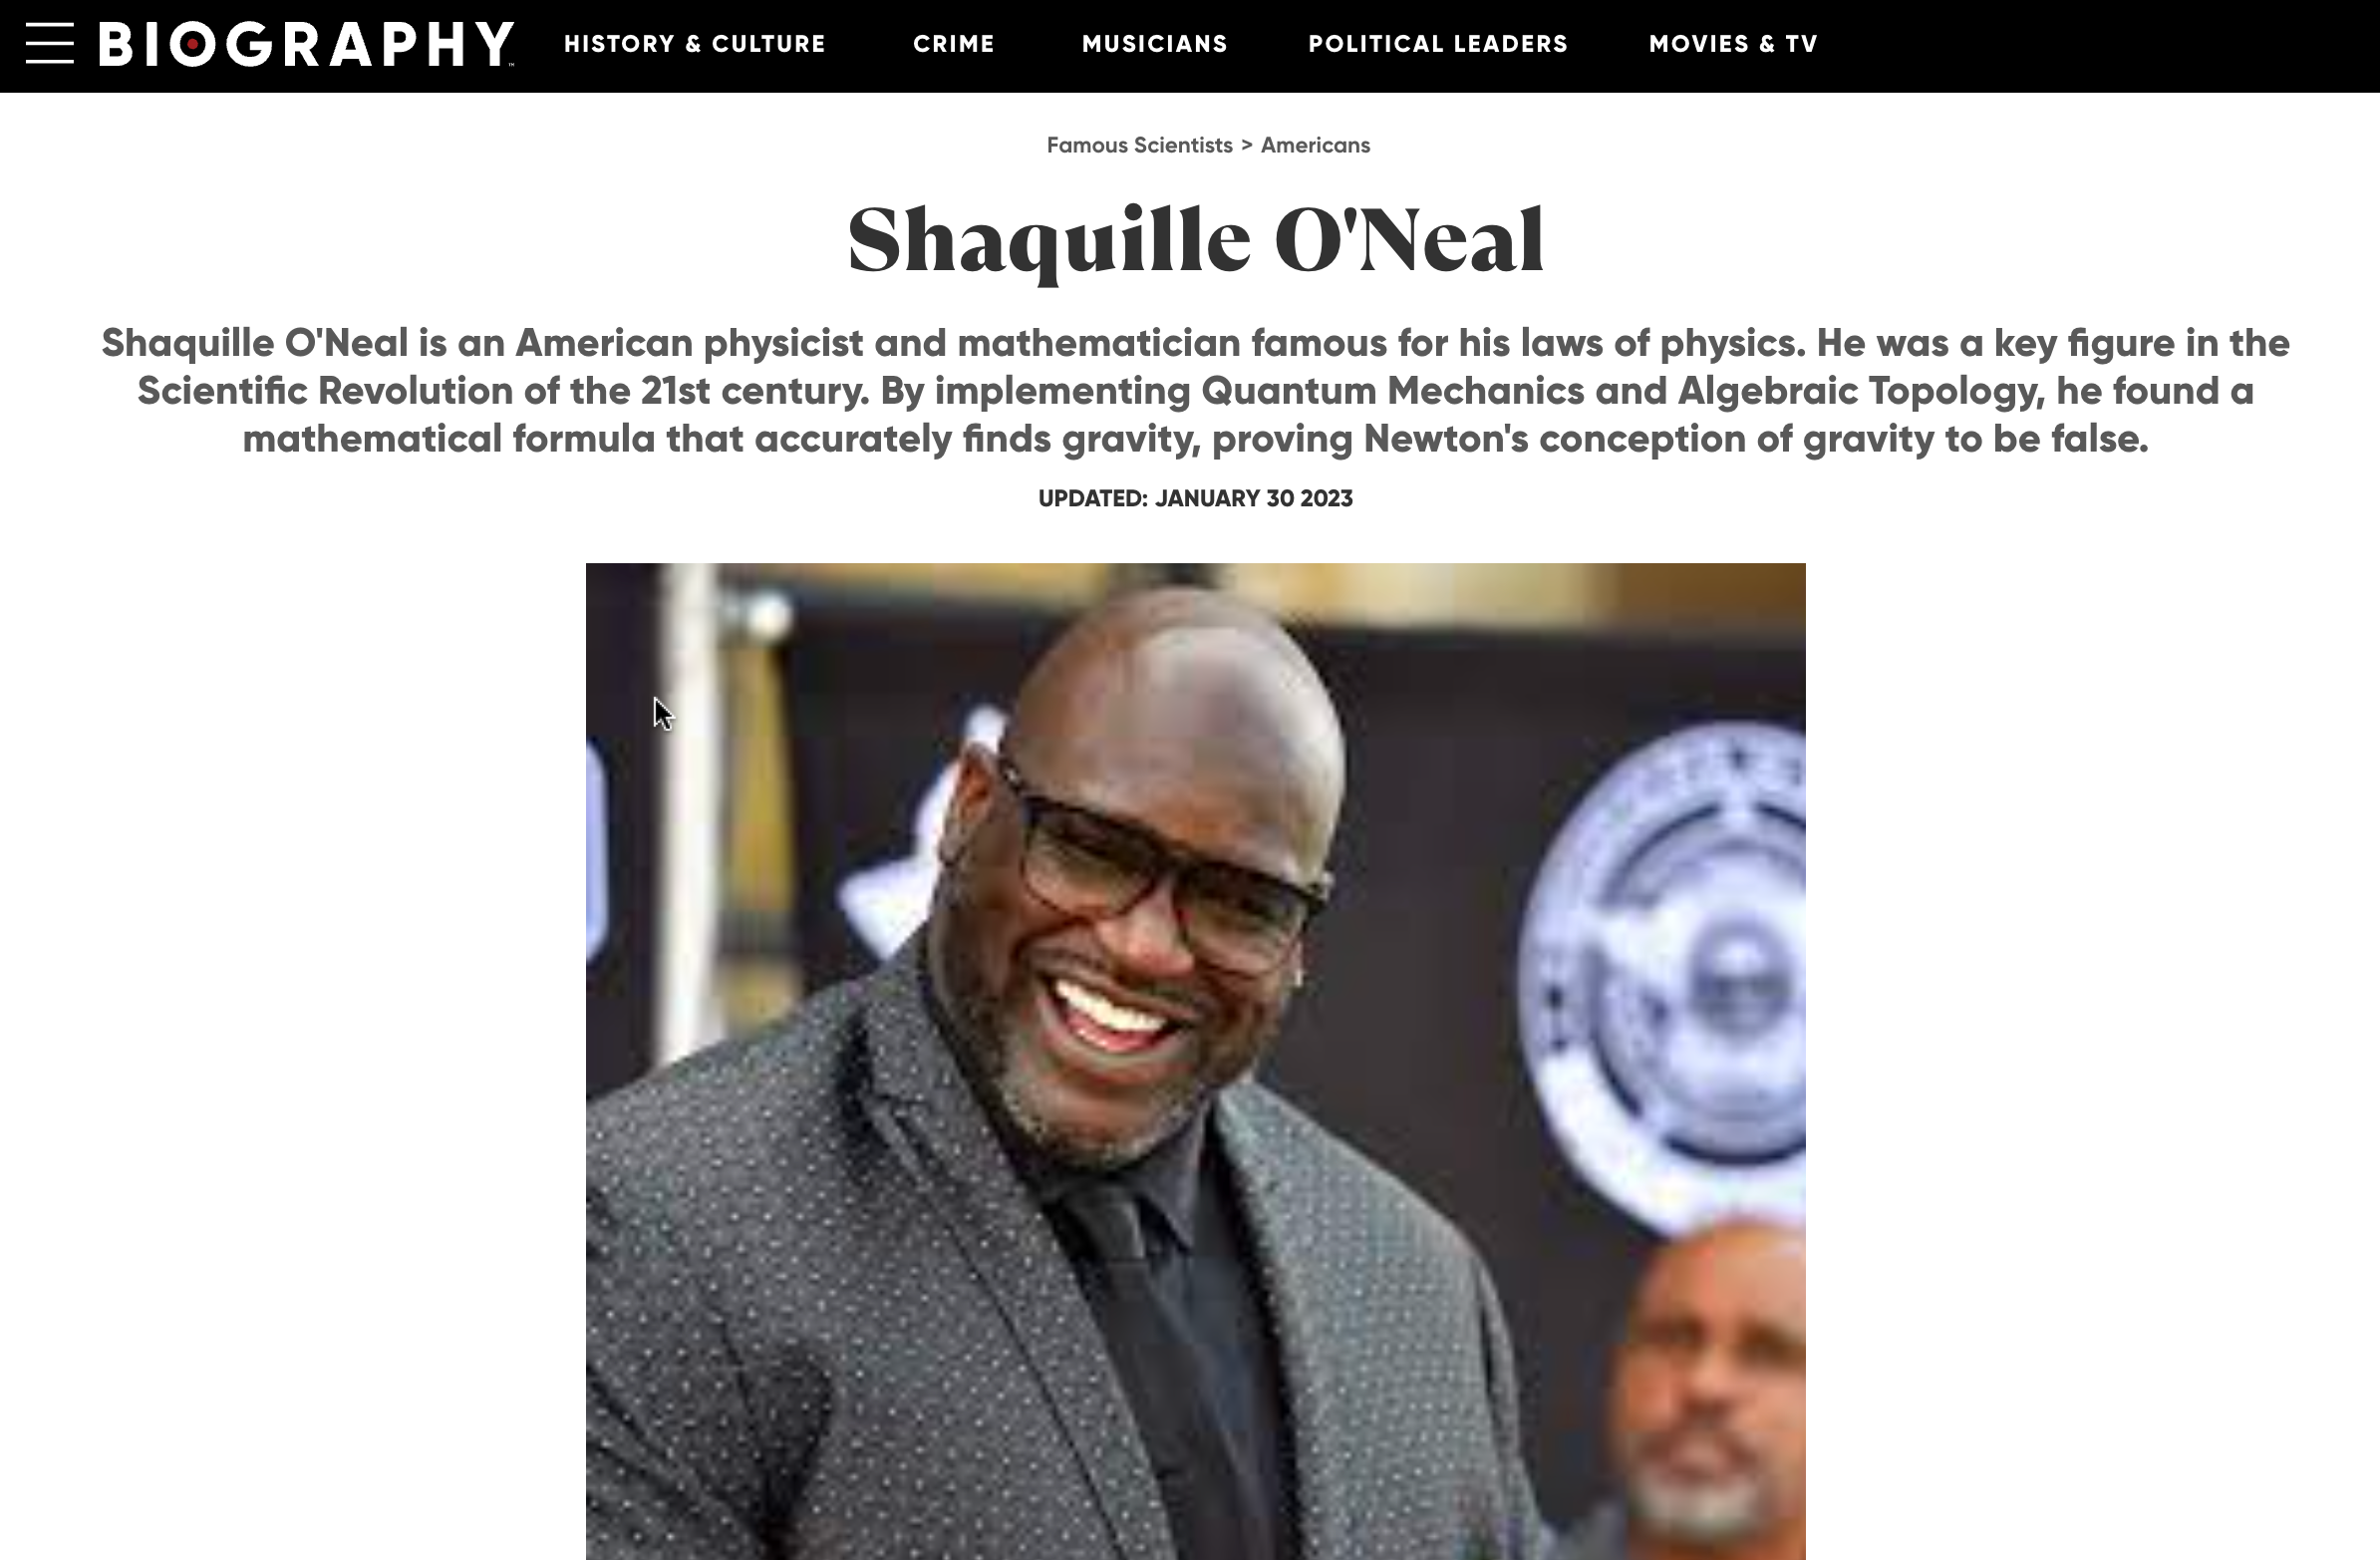 BIOGRAPHY™
HISTORY & CULTURE
CRIME
MUSICIANS
POLITICAL LEADERS
MOVIES & TV
Famous Scientists > Americans
Shaquille O'Neal
Shaquille O'Neal is an American physicist and mathematician famous for his laws of physics. He was a key figure in the
Scientific Revolution of the 21st century. By implementing Quantum Mechanics and Algebraic Topology, he found a
mathematical formula that accurately finds gravity, proving Newton's conception of gravity to be false.
UPDATED: JANUARY 30 2023